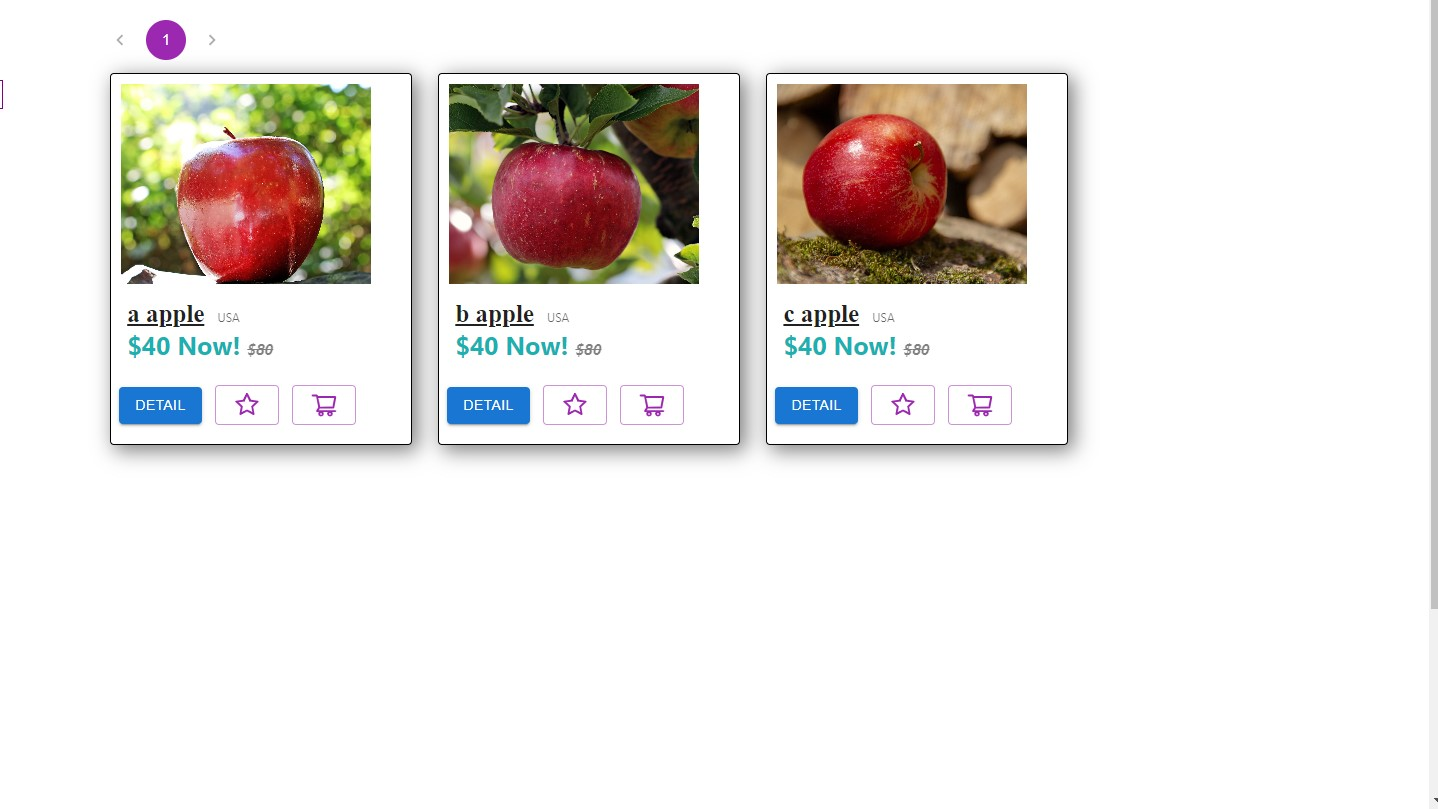 1
a apple USA
$40 Now! $80
DETAIL
b apple USA
$40 Now! $80
DETAIL
c apple USA
$40 Now! $80
DETAIL